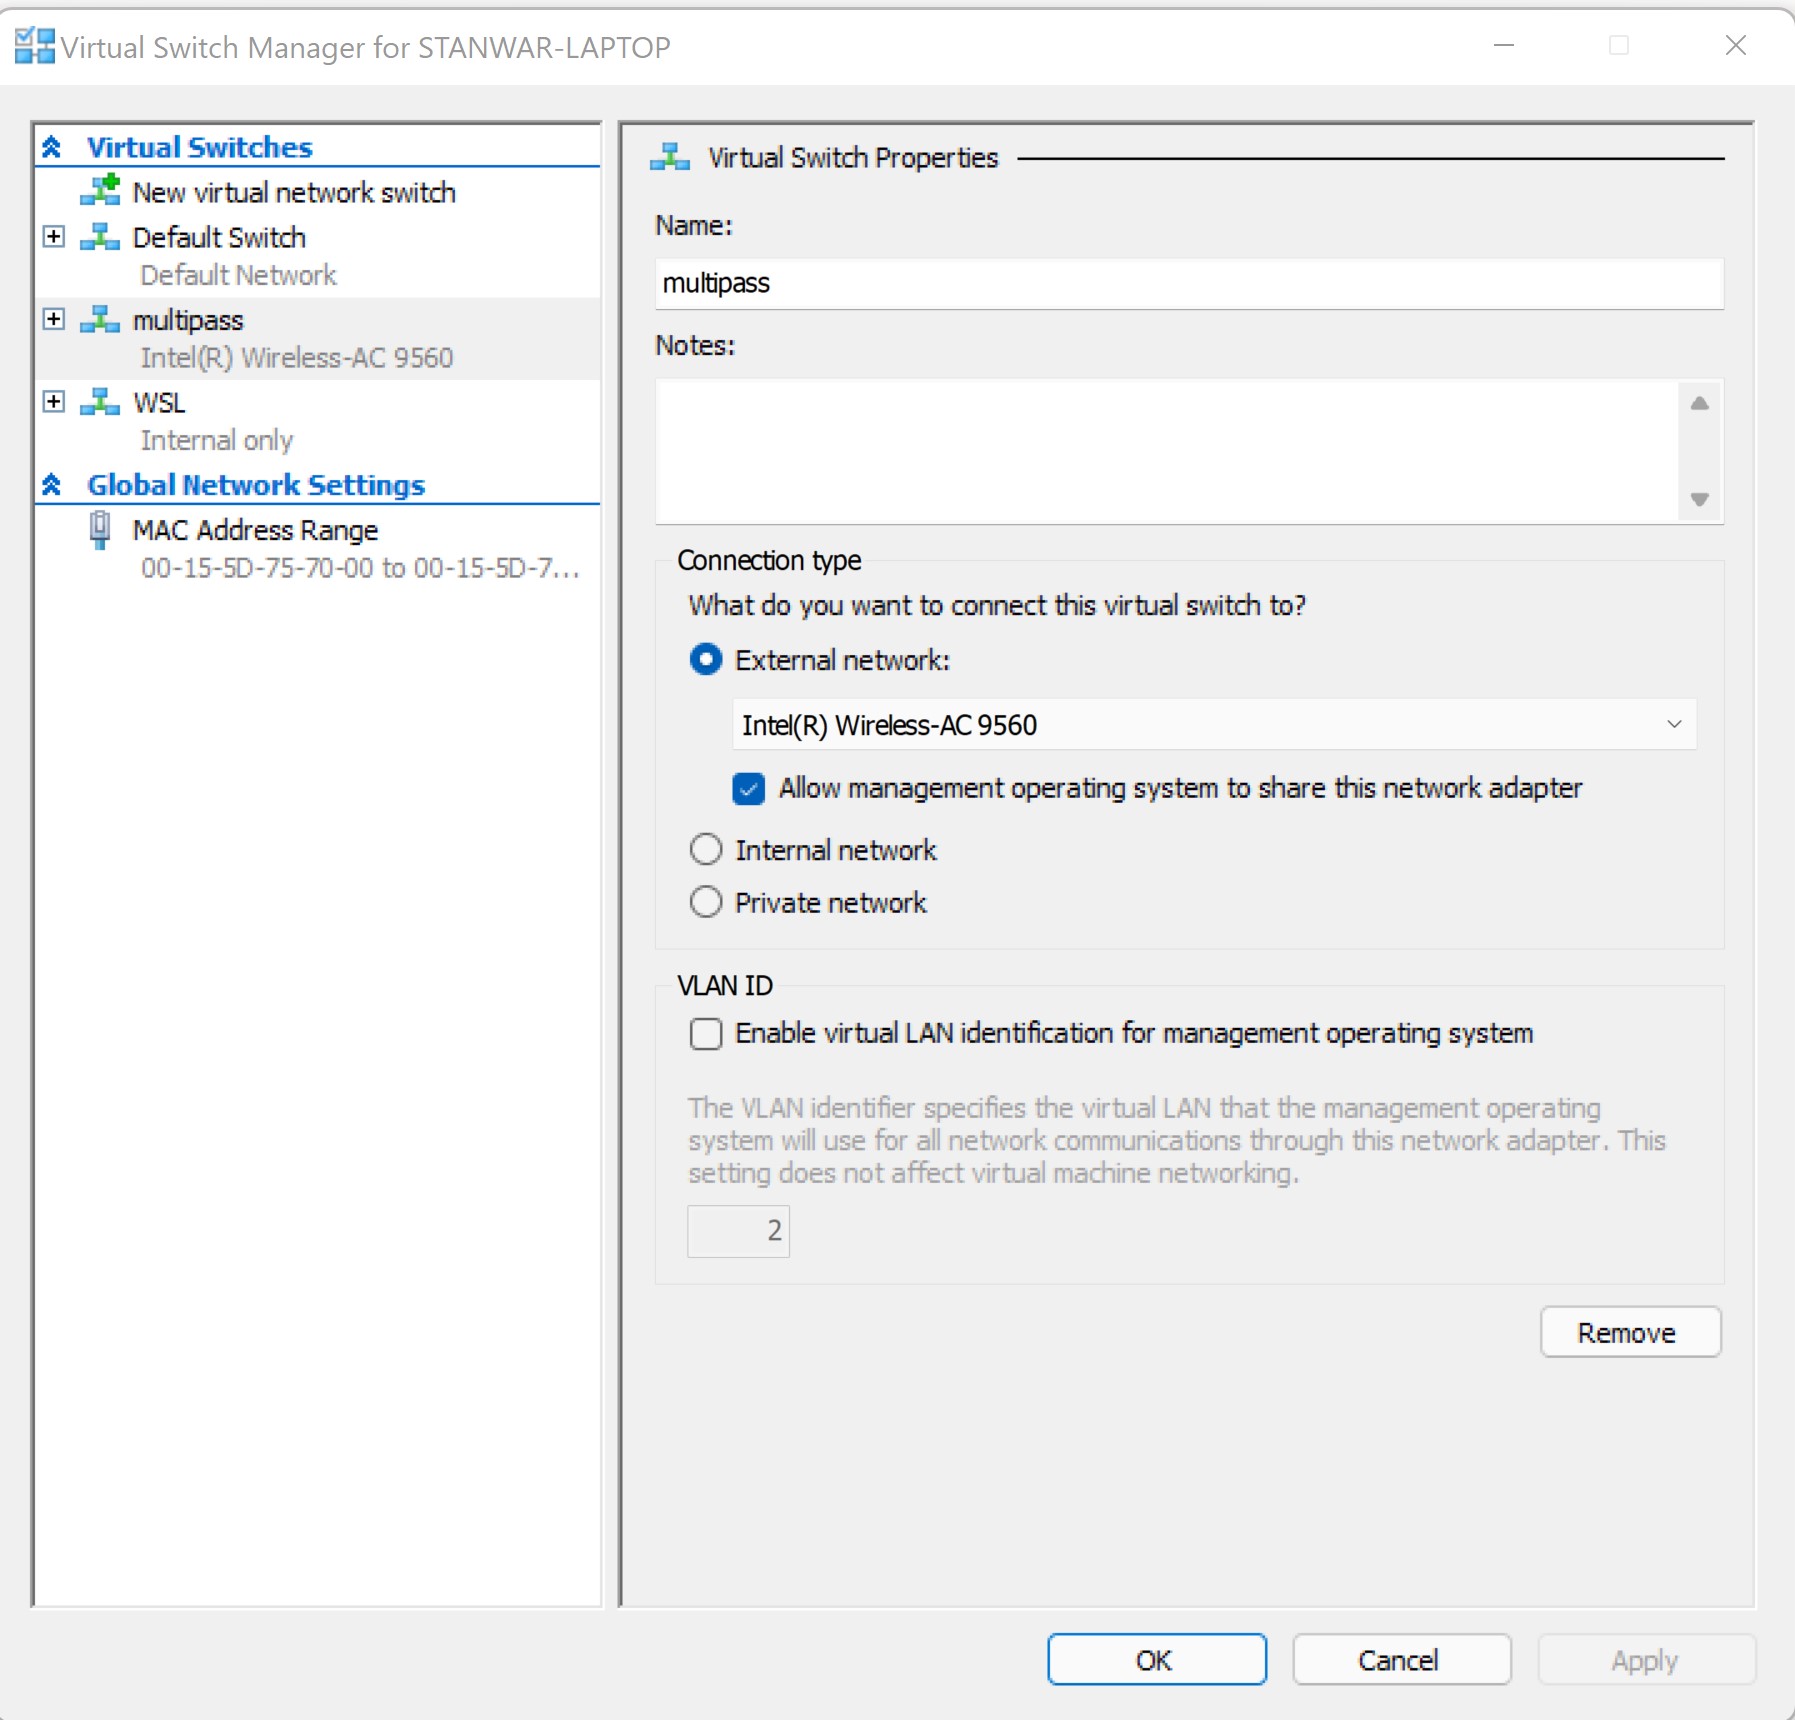 Virtual Switch Manager for STANWAR-LAPTOP
Virtual Switches
New virtual network switch
Default Switch
Default Network
multipass
Intel(R) Wireless-AC 9560
WSL
Internal only
Global Network Settings
MAC Address Range
00-15-5D-75-70-00 to 00-15-5D-7...
Virtual Switch Properties
Name:
multipass
Notes:
Connection type
What do you want to connect this virtual switch to?
External network:
Intel(R) Wireless-AC 9560
Allow management operating system to share this network adapter
Internal network
Private network
VLAN ID
Enable virtual LAN identification for management operating system
The VLAN identifier specifies the virtual LAN that the management operating
system will use for all network communications through this network adapter. This
setting does not affect virtual machine networking.
2
Remove
OK
Cancel
Apply